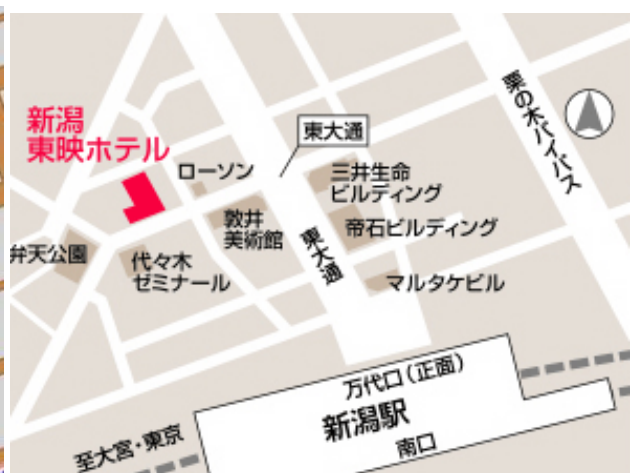 新潟
東映ホテル
ローソン
東大通
三井生命
ビルディング
栗の木バイパス
敦井
美術館
帝石ビルディング
東大通
弁天公園
代々木
ゼミナール
マルタケビル
万代口(正面)
新潟駅
南口
至大宮・東京